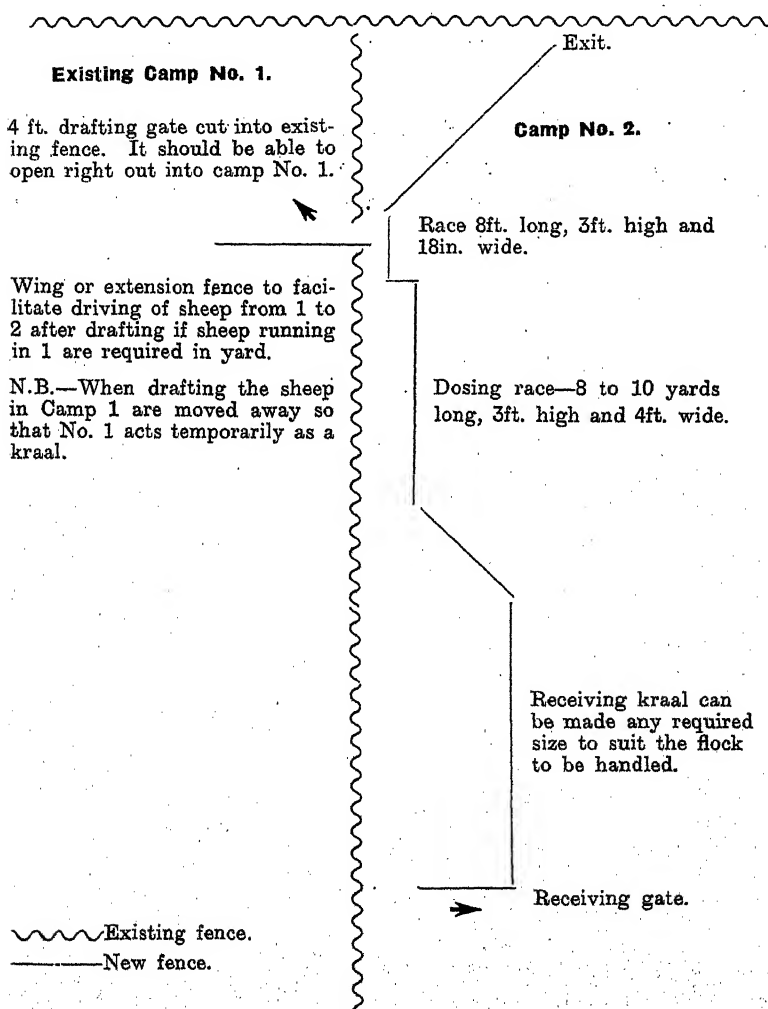 Existing Camp No. 1.
4 ft. drafting gate cut into exist-
ing fence. It should be able to
open right out into camp No. 1.
Wing or extension fence to faci-
litate driving of sheep from 1 to
2 after drafting if sheep running
in 1 are required in yard.
N.B.—When drafting the sheep
in Camp 1 are moved away so
that No. 1 acts temporarily as a
kraal.
Exit.
Camp No. 2.
Race 8ft. long, 3ft. high and
18in. wide.
Dosing race—8 to 10 yards
long, 3ft. high and 4ft. wide.
Receiving kraal can
be made any required
size to suit the flock
to be handled.
Receiving gate.
Existing fence.
New fence.